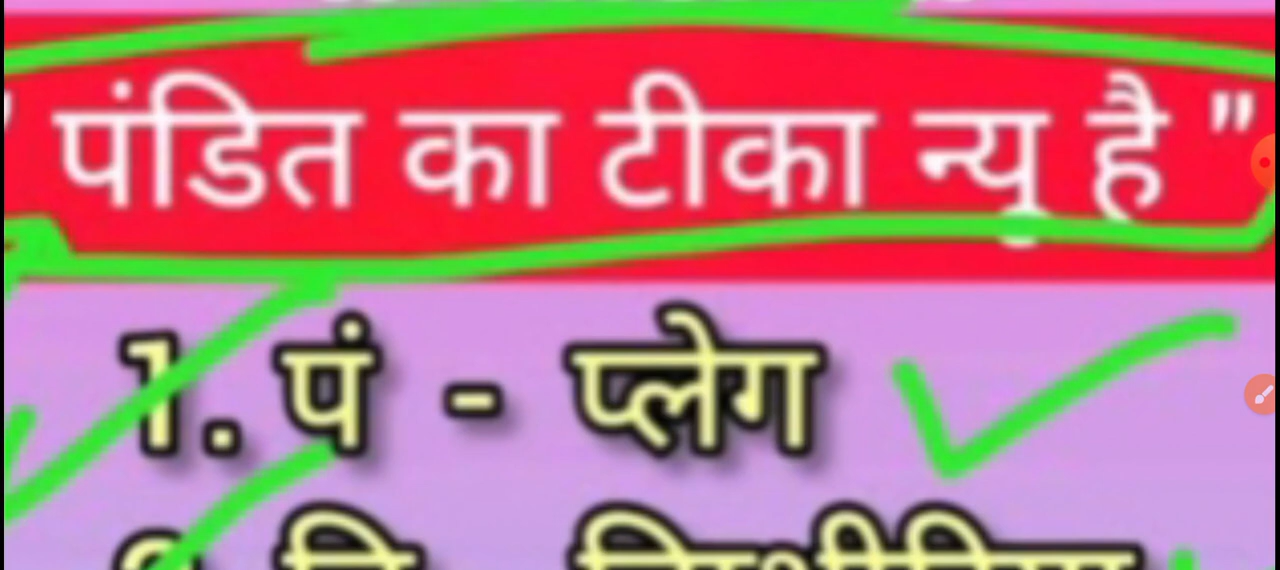 " पंडित का टीका न्यू है "
1. पं - प्लेग